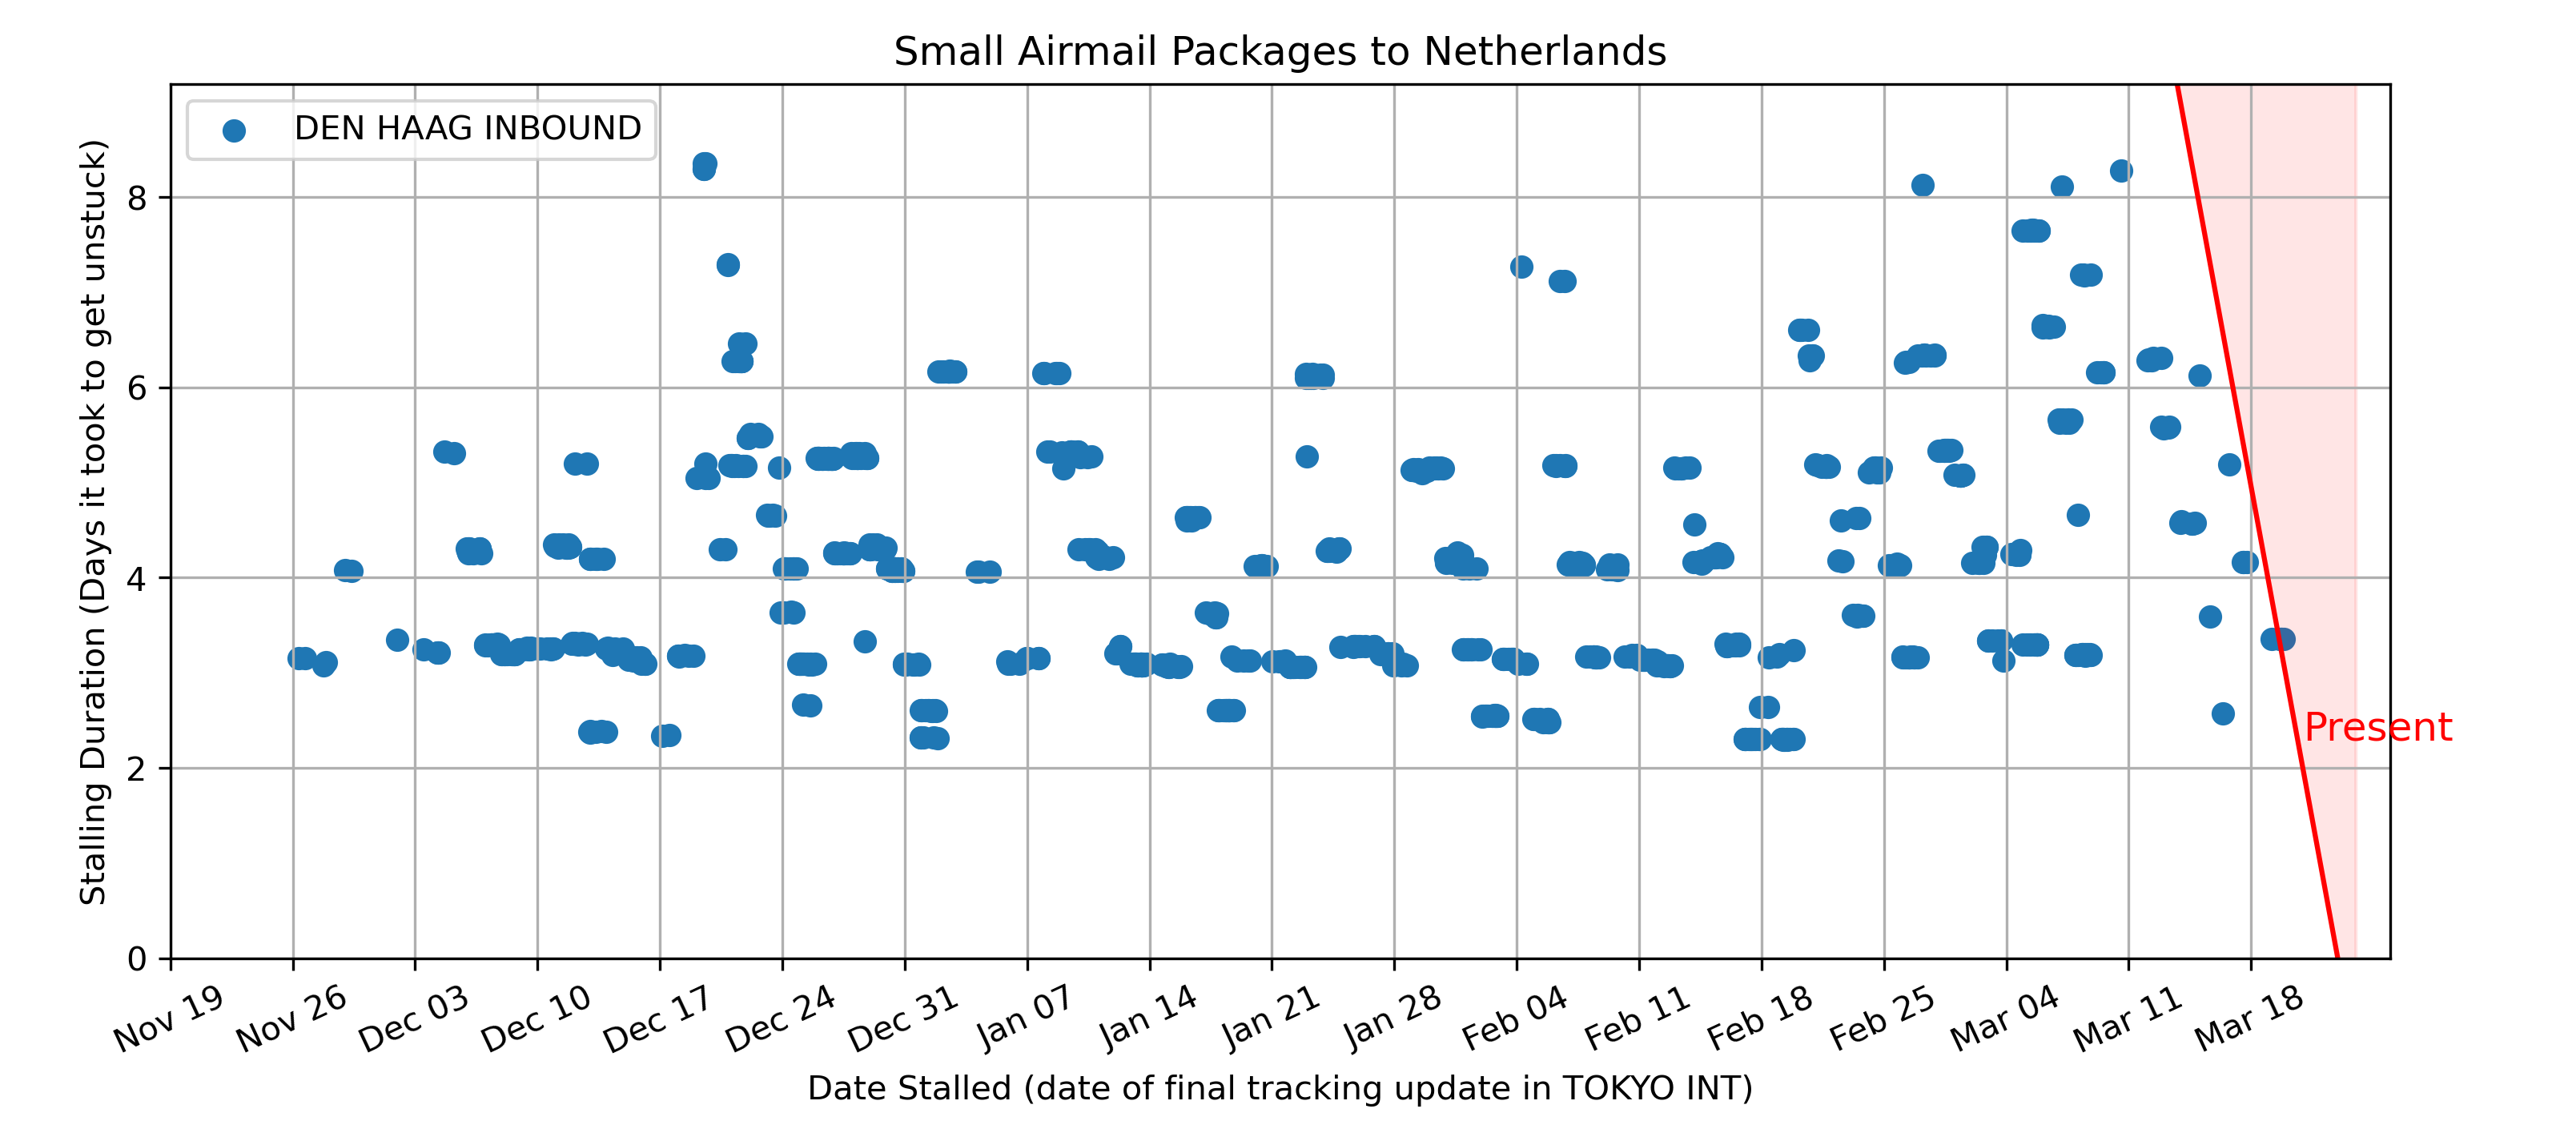 Small Airmail Packages to Netherlands
DEN HAAG INBOUND
Stalling Duration (Days it took to get unstuck)
8
6
4
2
0
Present
Nov 19
Nov 26
Dec 03
Dec 10
Dec 17
Dec 24
Dec 31
Jan 07
Jan 14
Jan 21
Jan 28
Feb 04
Feb 11
Feb 18
Feb 25
Mar 04
Mar 11
Mar 18
Date Stalled (date of final tracking update in TOKYO INT)